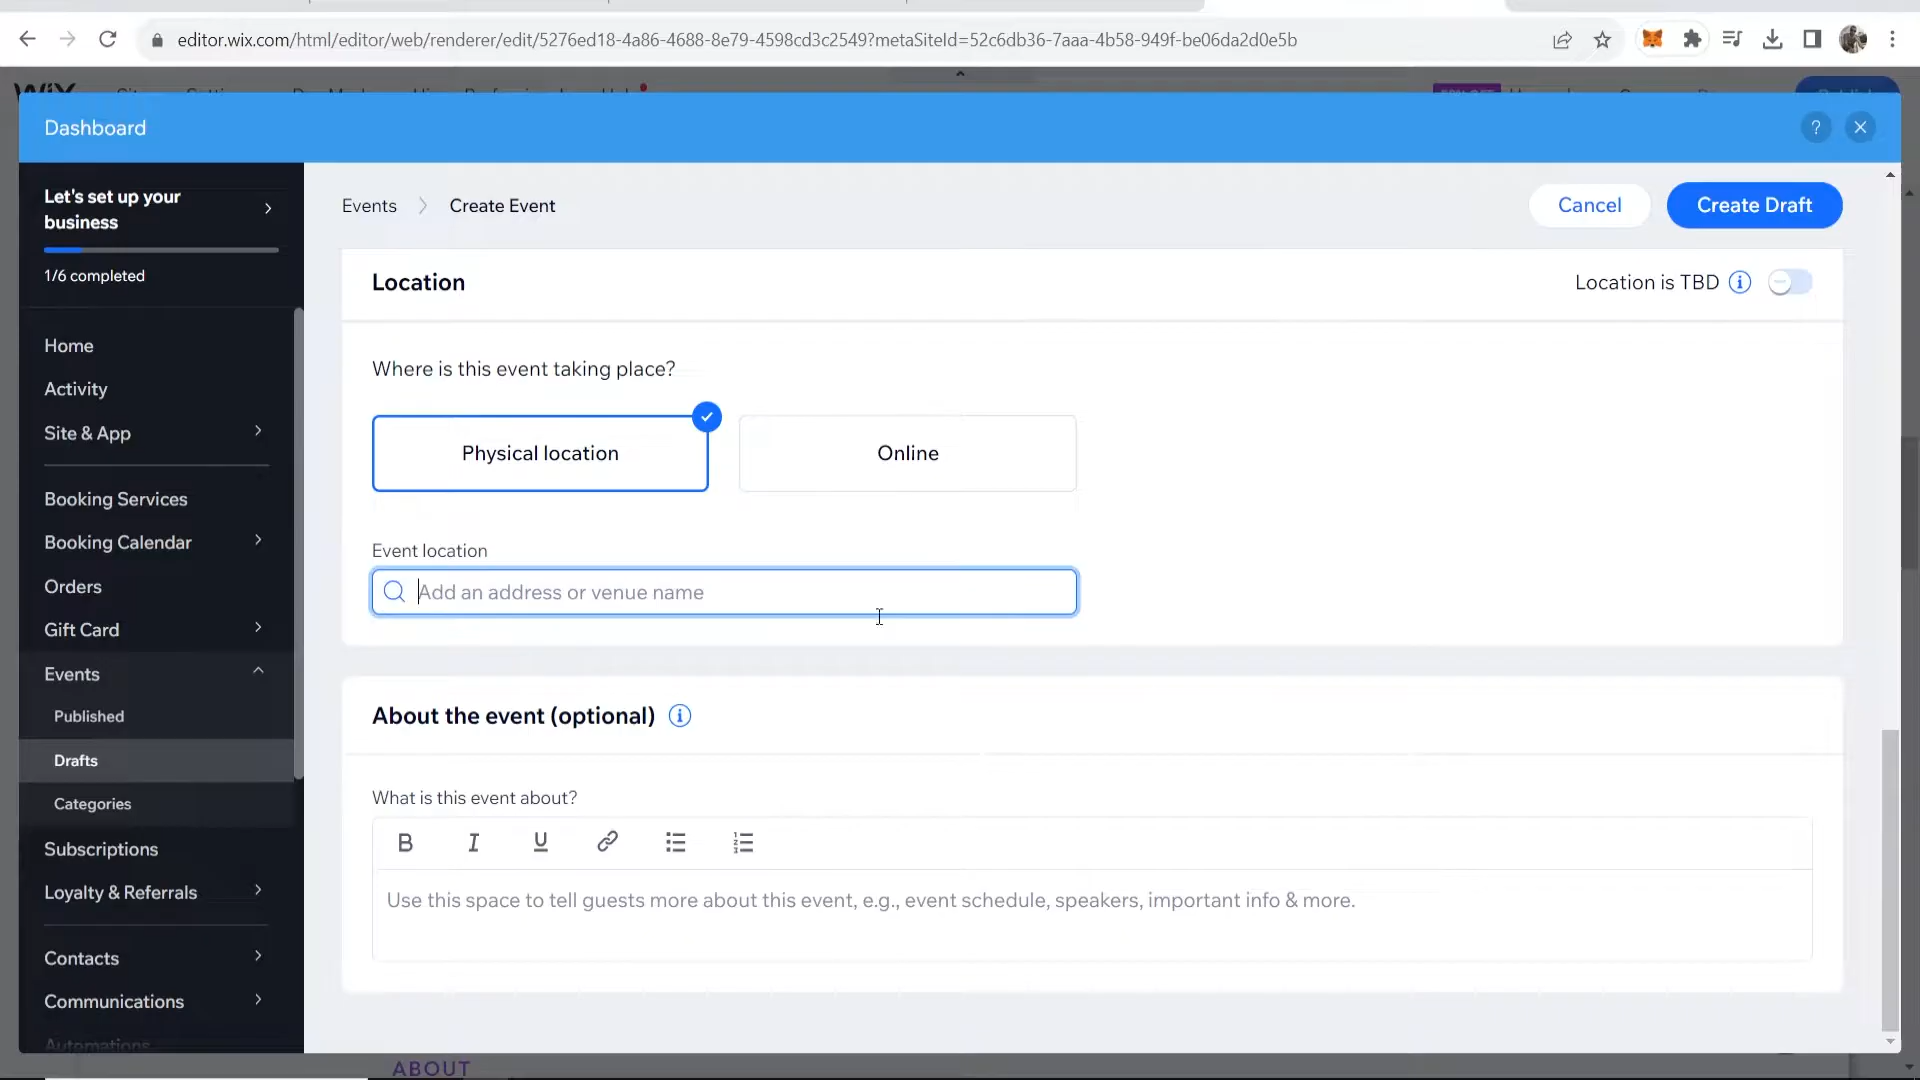 editor.wix.com/html/editor/web/renderer/edit/5276ed18-4a86-4688-8e79-4598cd3c2549?metaSiteId=52c6db36-7aaa-4b58-949f-be06da2d0e5b
Dashboard
Let's set up your
business
1/6 completed
Home
Activity
Site & App
Booking Services
Booking Calendar
Orders
Gift Card
Events
Published
Drafts
Categories
Subscriptions
Loyalty & Referrals
Contacts
Communications
Automations
Events > Create Event
Cancel
Create Draft
Location
Location is TBD
Where is this event taking place?
Physical location
Online
Event location
Add an address or venue name
About the event (optional)
What is this event about?
Use this space to tell guests more about this event, e.g., event schedule, speakers, important info & more.
ABOUT